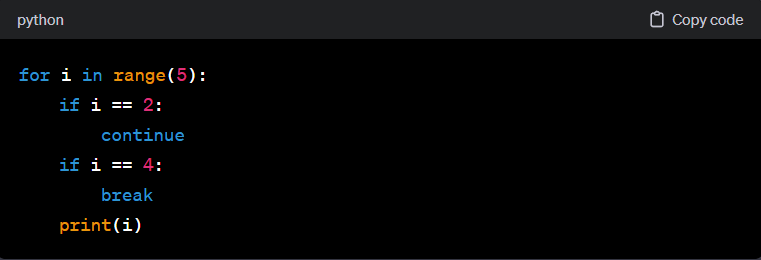 python
Copy code
for i in range(5):
    if i == 2:
        continue
    if i == 4:
        break
    print(i)